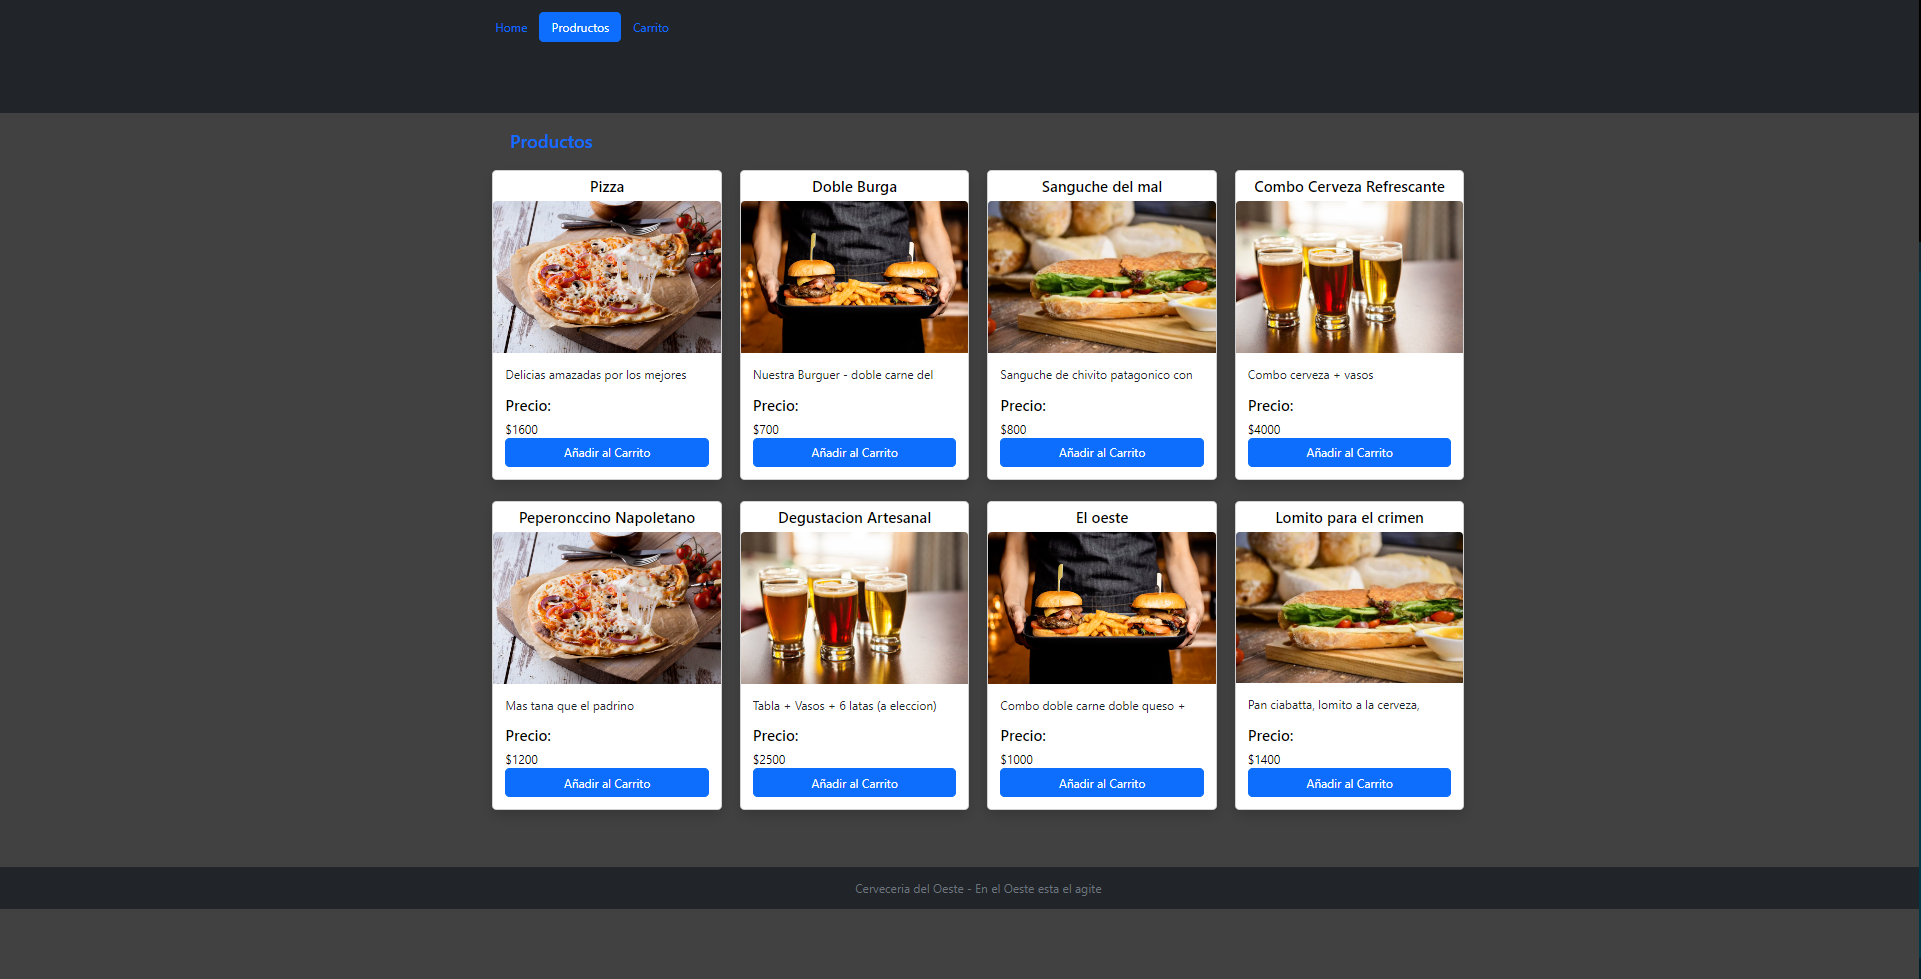 Home Prodructos Carrito
Productos
Pizza
Delicias amazadas por los mejores
Precio:
$1600
Añadir al Carrito
Doble Burga
Nuestra Burguer - doble carne del
Precio:
$700
Añadir al Carrito
Sanguche del mal
Sanguche de chivito patagonico con
Precio:
$800
Añadir al Carrito
Combo Cerveza Refrescante
Combo cerveza + vasos
Precio:
$4000
Añadir al Carrito
Peperonccino Napoletano
Mas tana que el padrino
Precio:
$1200
Añadir al Carrito
Degustacion Artesanal
Tabla + Vasos + 6 latas (a eleccion)
Precio:
$2500
Añadir al Carrito
El oeste
Combo doble carne doble queso +
Precio:
$1000
Añadir al Carrito
Lomito para el crimen
Pan ciabatta, lomito a la cerveza,
Precio:
$1400
Añadir al Carrito
Cerveceria del Oeste - En el Oeste esta el agite